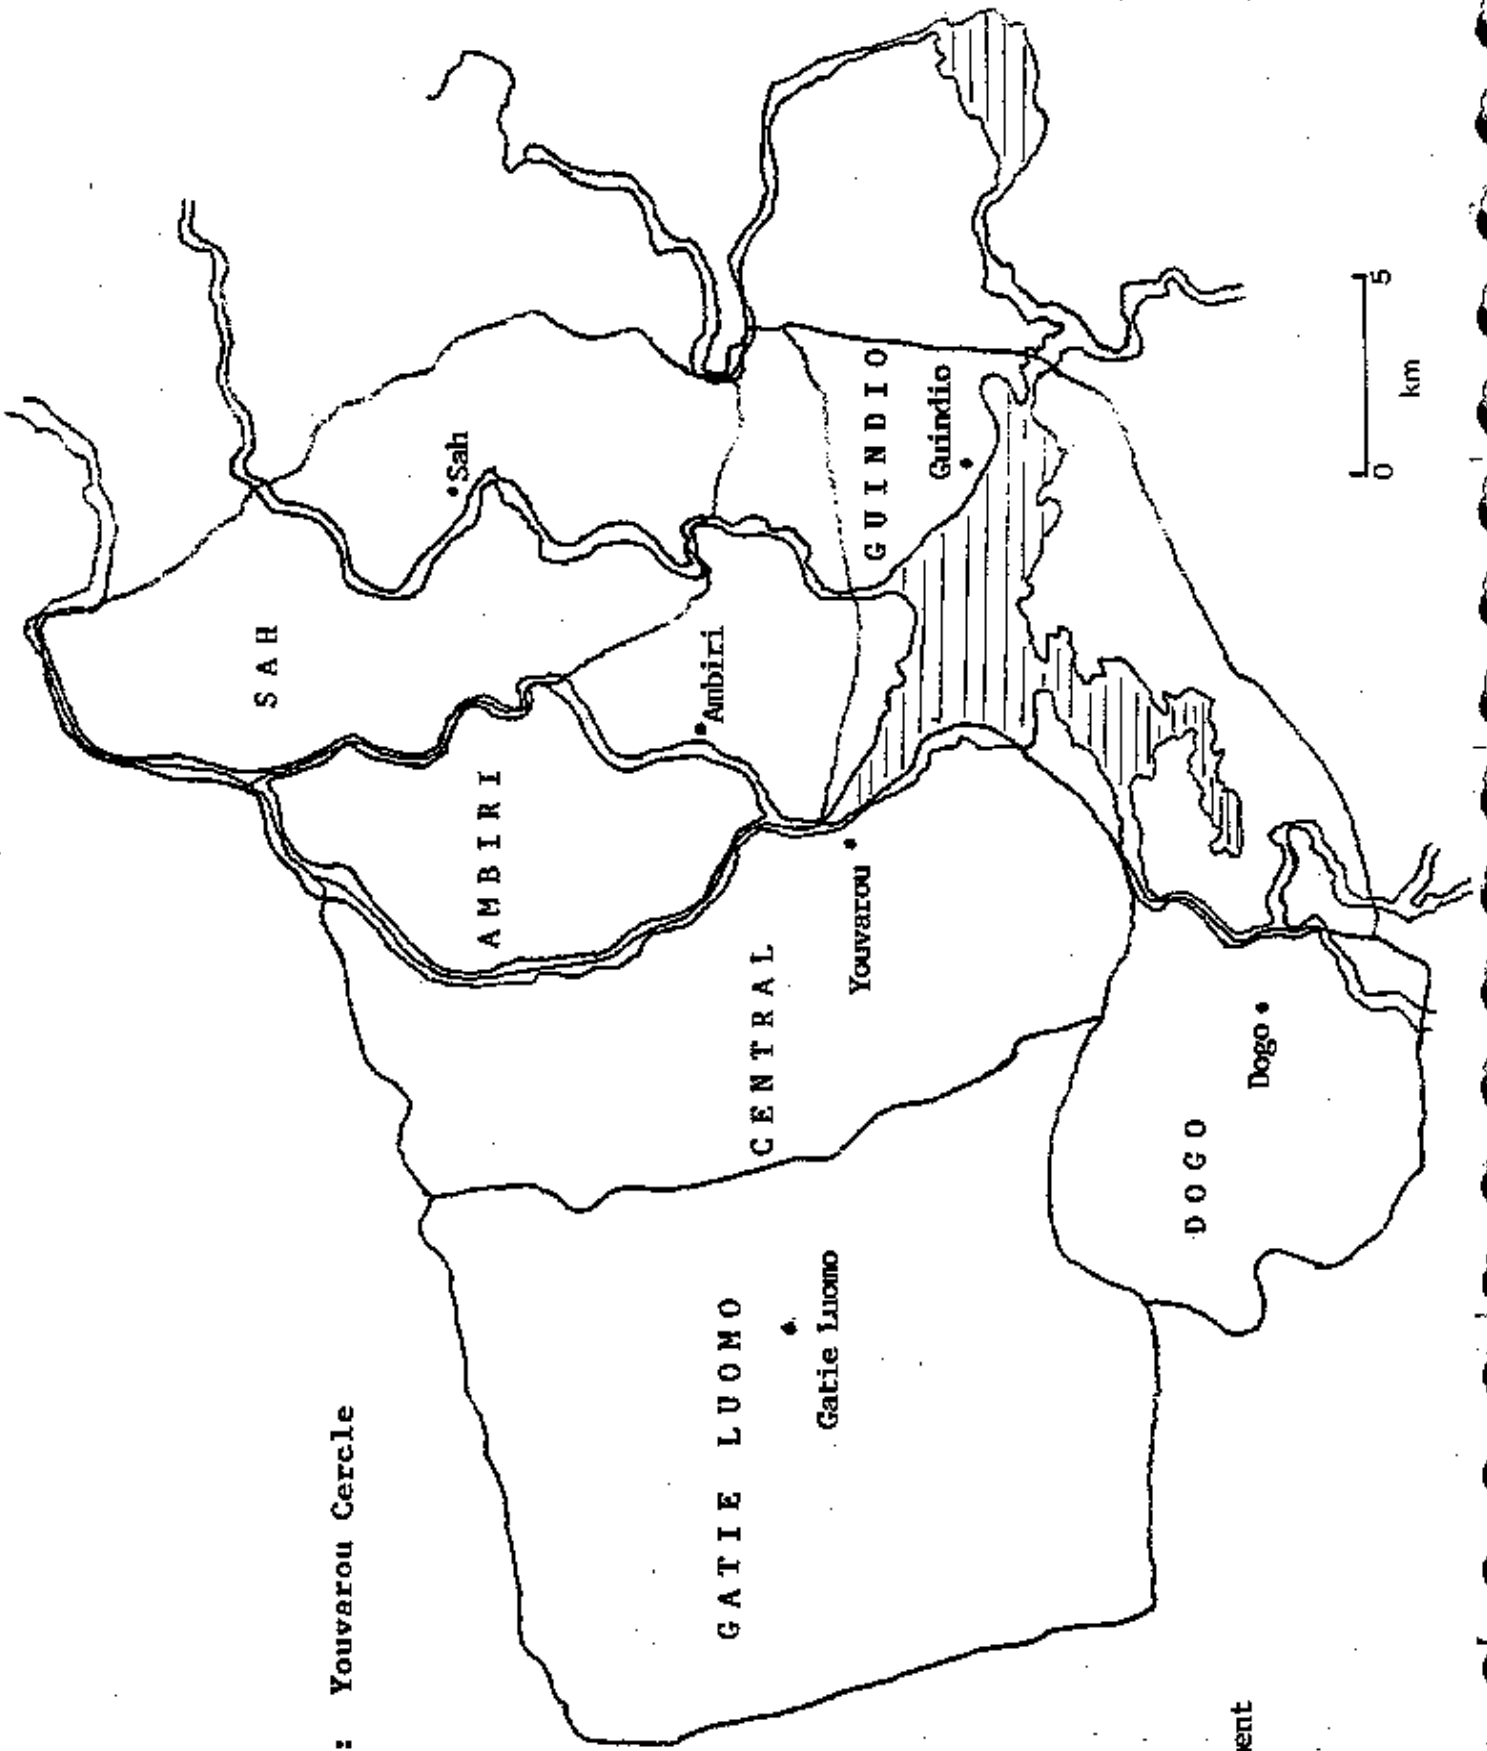 : Youvarou Cercle
SAH
Sah
AMBIRI
Ambiri
GUINDIO
Guindio
CENTRAL
Youvarou
GATIE LUOMO
Gatie Luomo
DOGO
Dogo
0 5
km